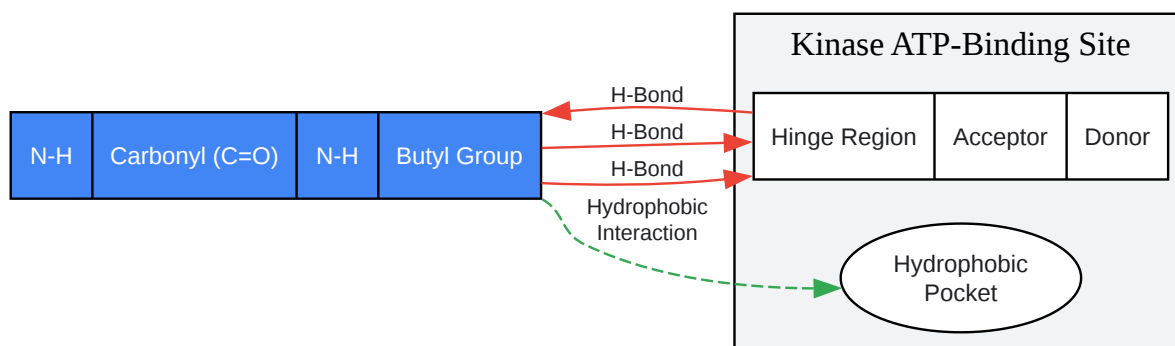 Kinase ATP-Binding Site
H-Bond
H-Bond
H-Bond
N-H
Carbonyl (C=O)
N-H
Butyl Group
Hinge Region
Acceptor
Donor
Hydrophobic
Interaction
Hydrophobic
Pocket